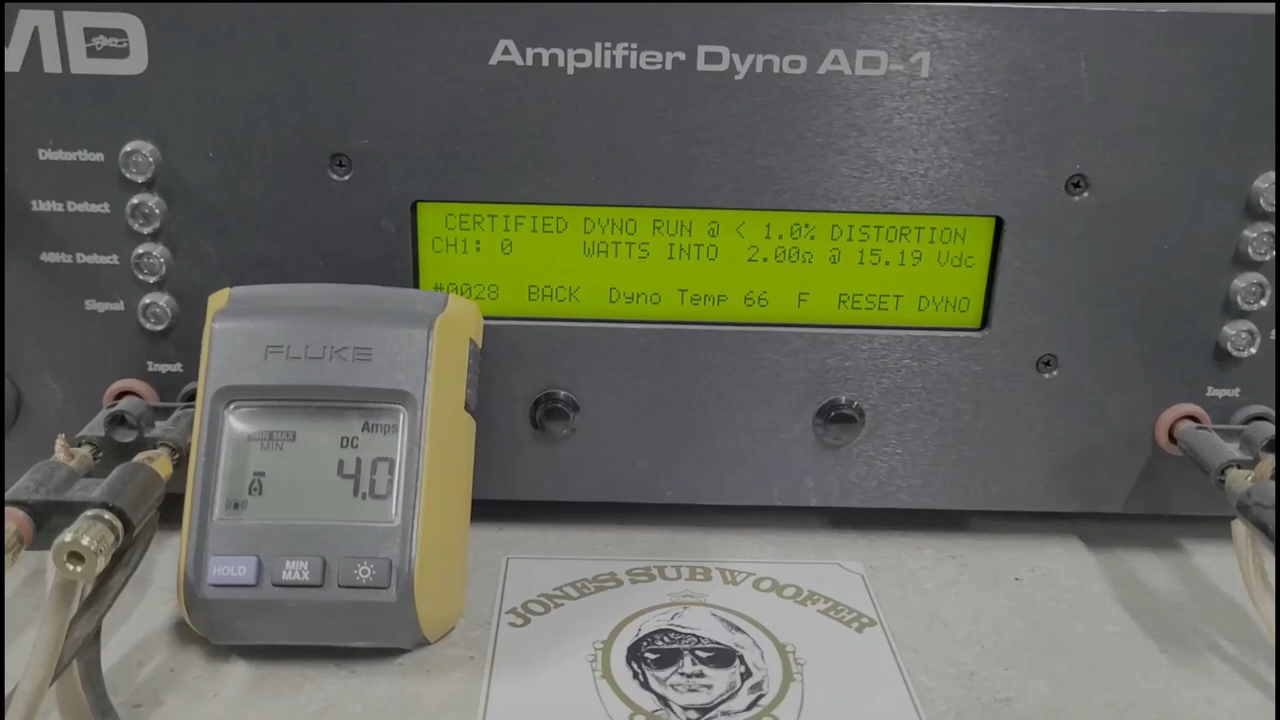 MD
Amplifier Dyno AD-1
Distortion
1kHz Detect
40Hz Detect
Signal
Input
CERTIFIED DYNO RUN @ < 1.0% DISTORTION
CH1: 0 WATTS INTO 2.00Ω @ 15.19 Vdc
#0028 BACK Dyno Temp 66 F RESET DYNO
Input
FLUKE
Amps
MIN MAX
MIN
DC
4.0
HOLD
MIN
MAX
JONES SUBWOOFER